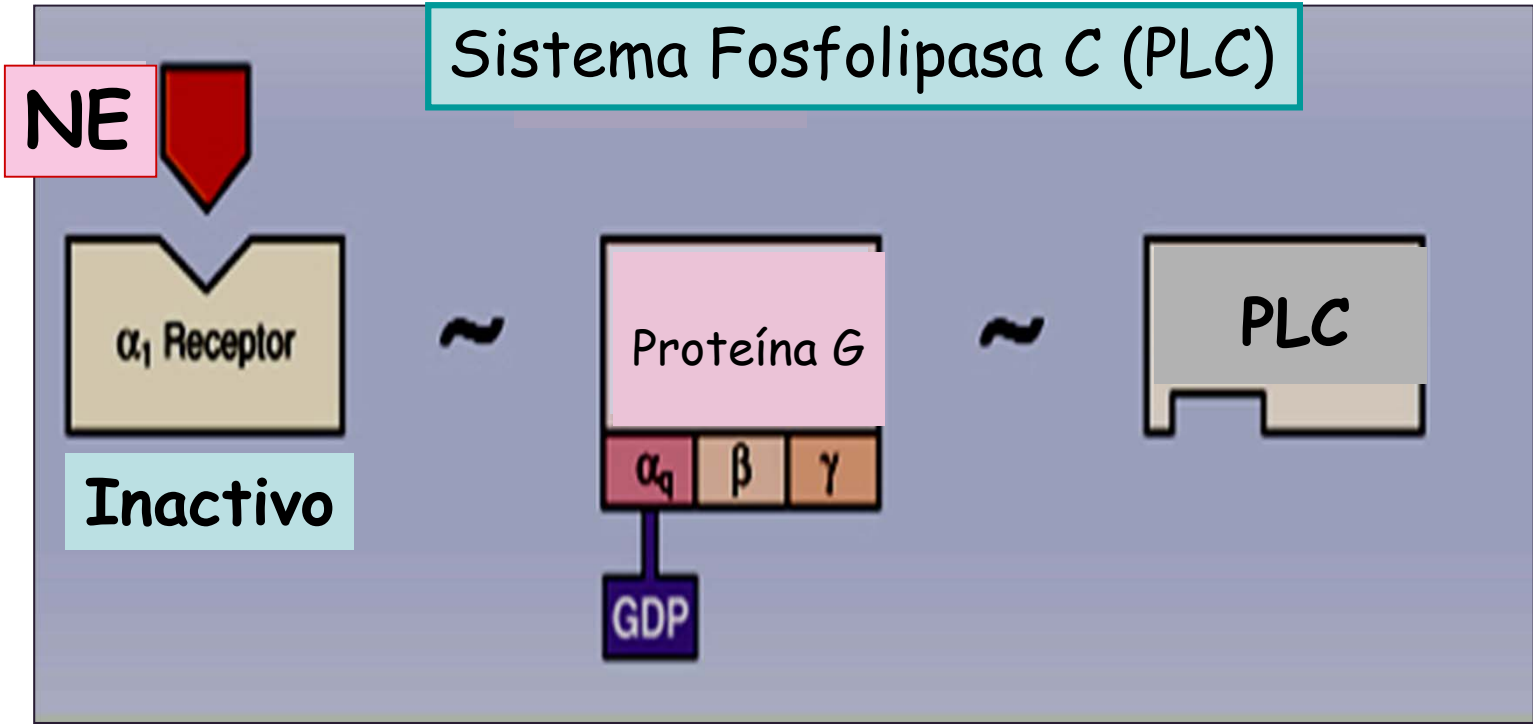 Sistema Fosfolipasa C (PLC)
NE
α₁ Receptor
~
Proteína G
~
PLC
Inactivo
αq β γ
GDP